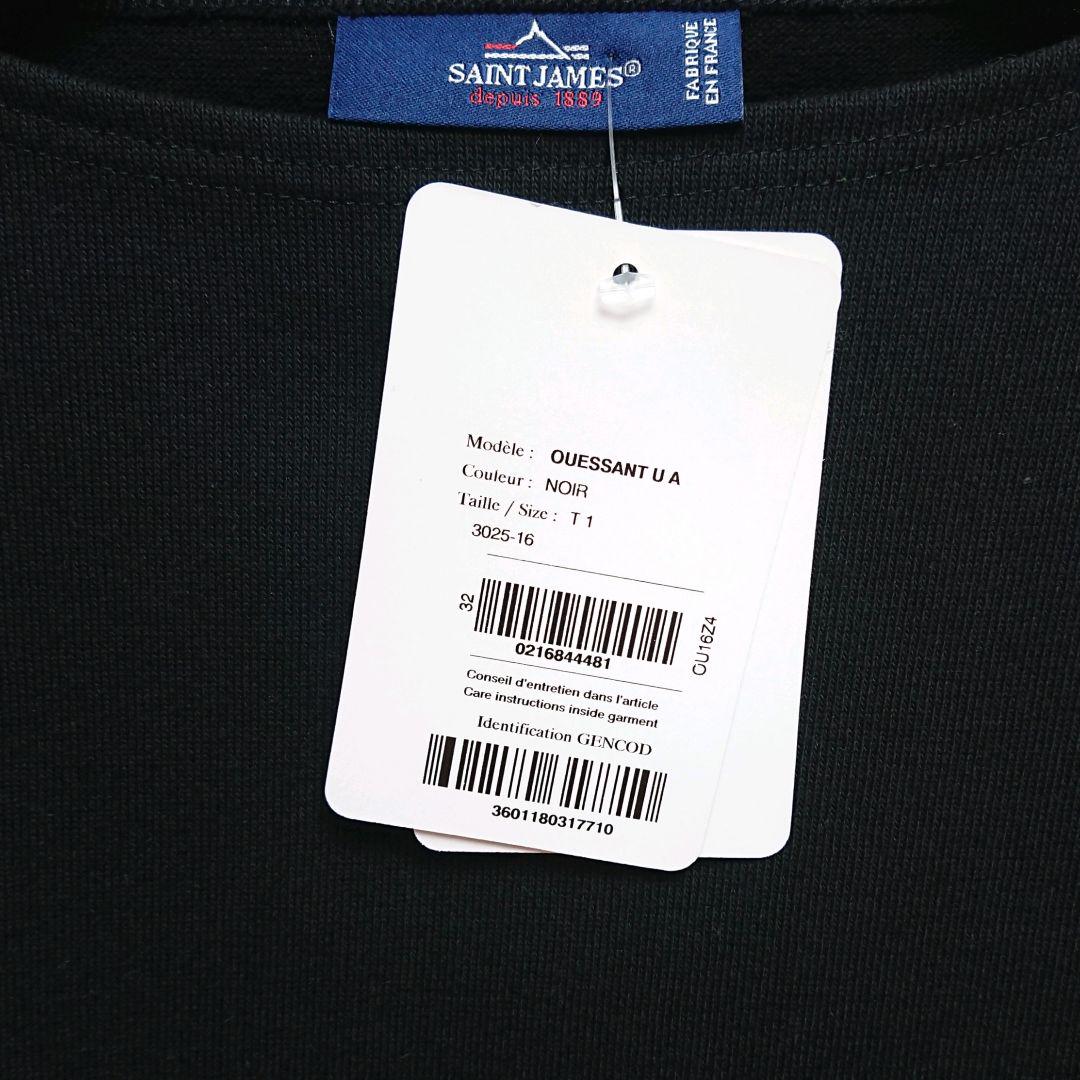 SAINT JAMES®
depuis 1889
FABRIQUÉ
EN FRANCE
Modèle : OUESSANT U A
Couleur : NOIR
Taille / Size : T 1
3025-16
32
0216844481
OU16Z4
Conseil d'entretien dans l'article
Care instructions inside garment
Identification GENCOD
3601180317710